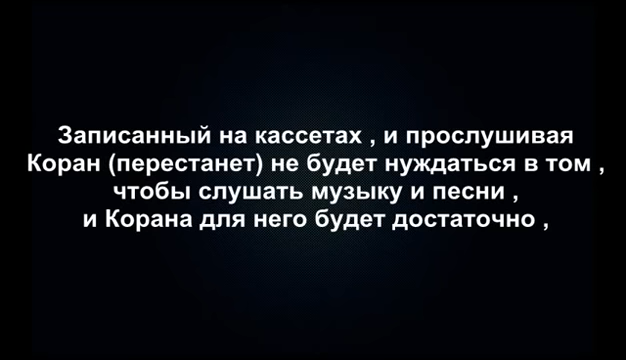 Записанный на кассетах , и прослушивая
Коран (перестанет) не будет нуждаться в том ,
чтобы слушать музыку и песни ,
и Корана для него будет достаточно ,